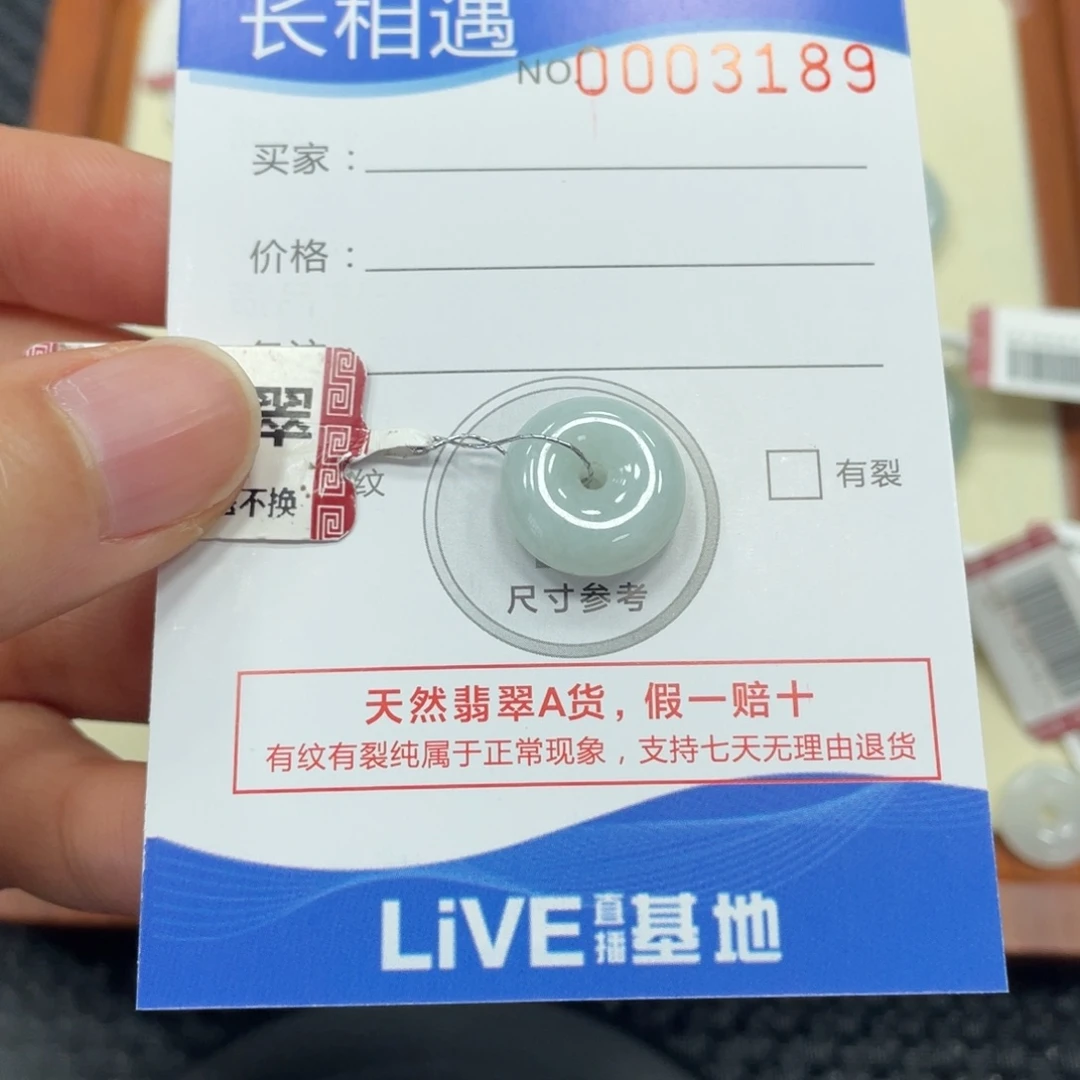 长相遇
NO.0003189
买家：
价格：
翠
不换
纹
有裂
尺寸参考
天然翡翠A货，假一赔十
有纹有裂纯属于正常现象，支持七天无理由退货
LiVE直播基地